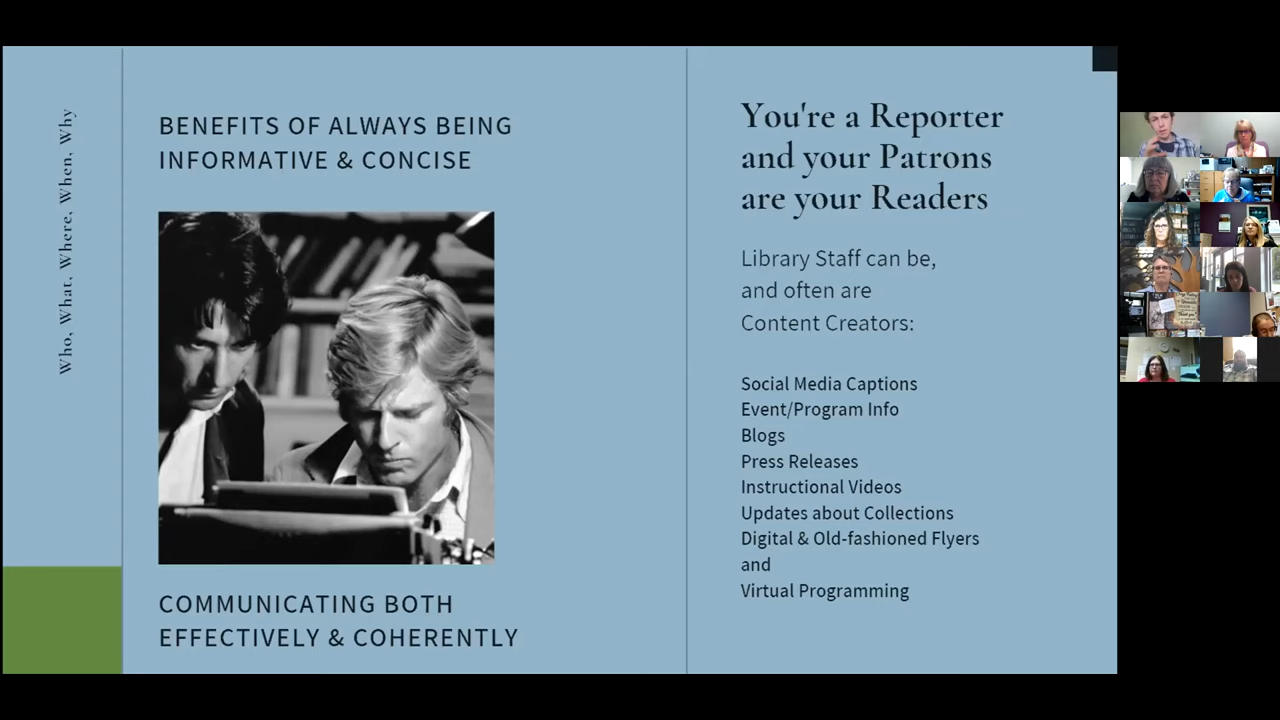 Who, What, Where, When, Why
BENEFITS OF ALWAYS BEING
INFORMATIVE & CONCISE
COMMUNICATING BOTH
EFFECTIVELY & COHERENTLY
You're a Reporter
and your Patrons
are your Readers
Library Staff can be,
and often are
Content Creators:
Social Media Captions
Event/Program Info
Blogs
Press Releases
Instructional Videos
Updates about Collections
Digital & Old-fashioned Flyers
and
Virtual Programming